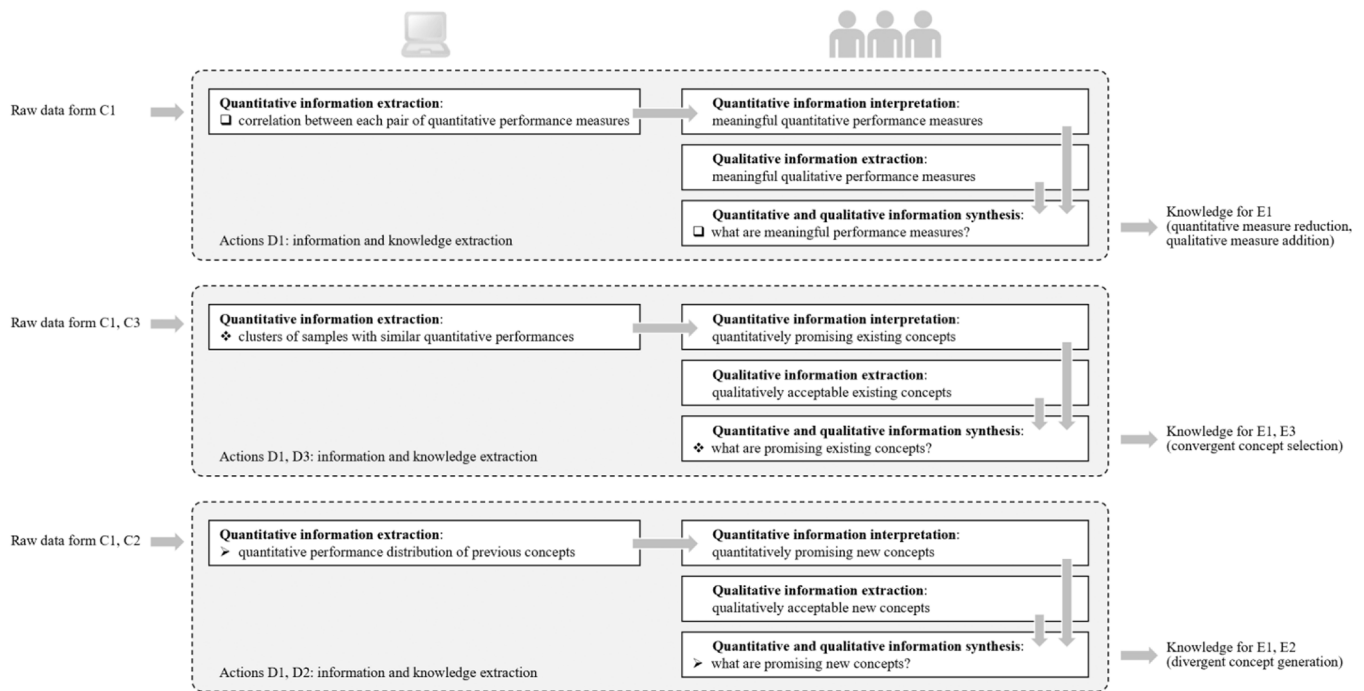 Raw data form C1
Quantitative information extraction:
❑ correlation between each pair of quantitative performance measures
Quantitative information interpretation:
meaningful quantitative performance measures
Qualitative information extraction:
meaningful qualitative performance measures
Quantitative and qualitative information synthesis:
❑ what are meaningful performance measures?
Actions D1: information and knowledge extraction
Knowledge for E1
(quantitative measure reduction,
qualitative measure addition)
Raw data form C1, C3
Quantitative information extraction:
❖ clusters of samples with similar quantitative performances
Quantitative information interpretation:
quantitatively promising existing concepts
Qualitative information extraction:
qualitatively acceptable existing concepts
Quantitative and qualitative information synthesis:
❖ what are promising existing concepts?
Actions D1, D3: information and knowledge extraction
Knowledge for E1, E3
(convergent concept selection)
Raw data form C1, C2
Quantitative information extraction:
➢ quantitative performance distribution of previous concepts
Quantitative information interpretation:
quantitatively promising new concepts
Qualitative information extraction:
qualitatively acceptable new concepts
Quantitative and qualitative information synthesis:
➢ what are promising new concepts?
Actions D1, D2: information and knowledge extraction
Knowledge for E1, E2
(divergent concept generation)